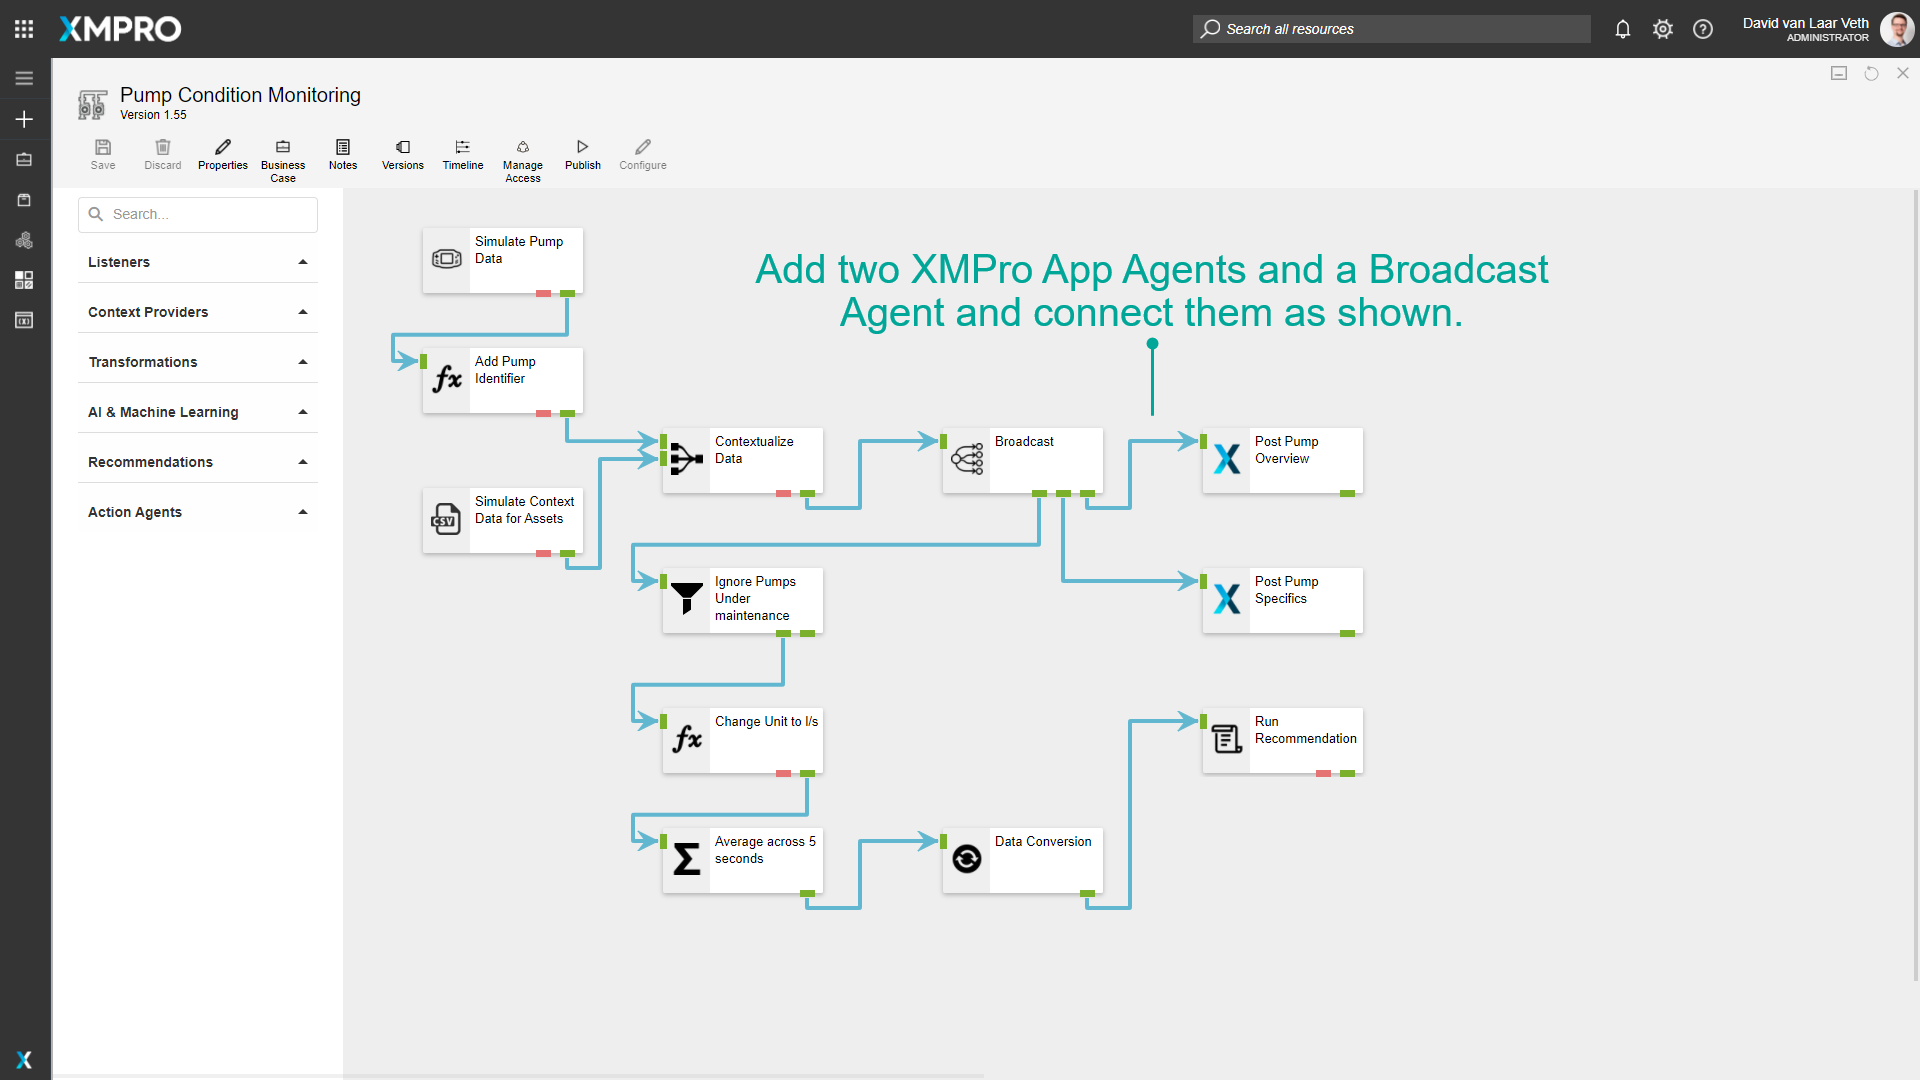 XMPRO
Search all resources
David van Laar Veth
ADMINISTRATOR
Pump Condition Monitoring
Version 1.55
Save
Discard
Properties
Business
Case
Notes
Versions
Timeline
Manage
Access
Publish
Configure
Search...
Listeners
Context Providers
Transformations
AI & Machine Learning
Recommendations
Action Agents
Add two XMPro App Agents and a Broadcast
Agent and connect them as shown.
Simulate Pump
Data
fx
Add Pump
Identifier
Contextualize
Data
Broadcast
Post Pump
Overview
CSV
Simulate Context
Data for Assets
Ignore Pumps
Under
maintenance
Post Pump
Specifics
fx
Change Unit to l/s
Run
Recommendation
Σ
Average across 5
seconds
Data Conversion